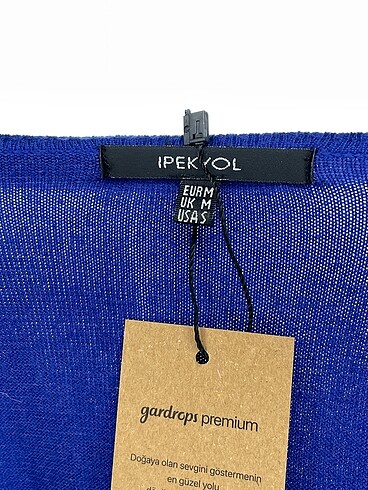 IPEKYOL
EUR M
UK M
USA S
gardrops premium
Doğaya olan sevgini göstermenin
en güzel yolu